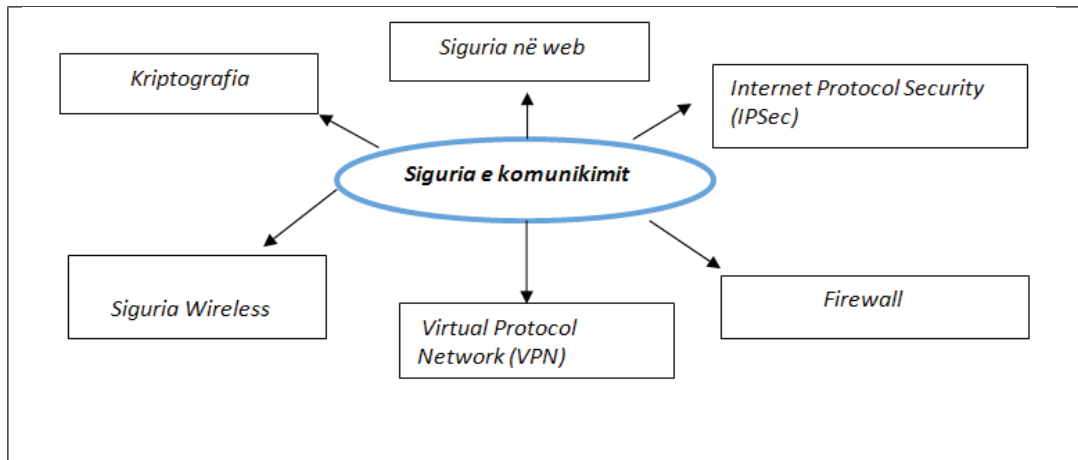 Siguria në web
Kriptografia
Internet Protocol Security
(IPSec)
Siguria e komunikimit
Siguria Wireless
Virtual Protocol
Network (VPN)
Firewall